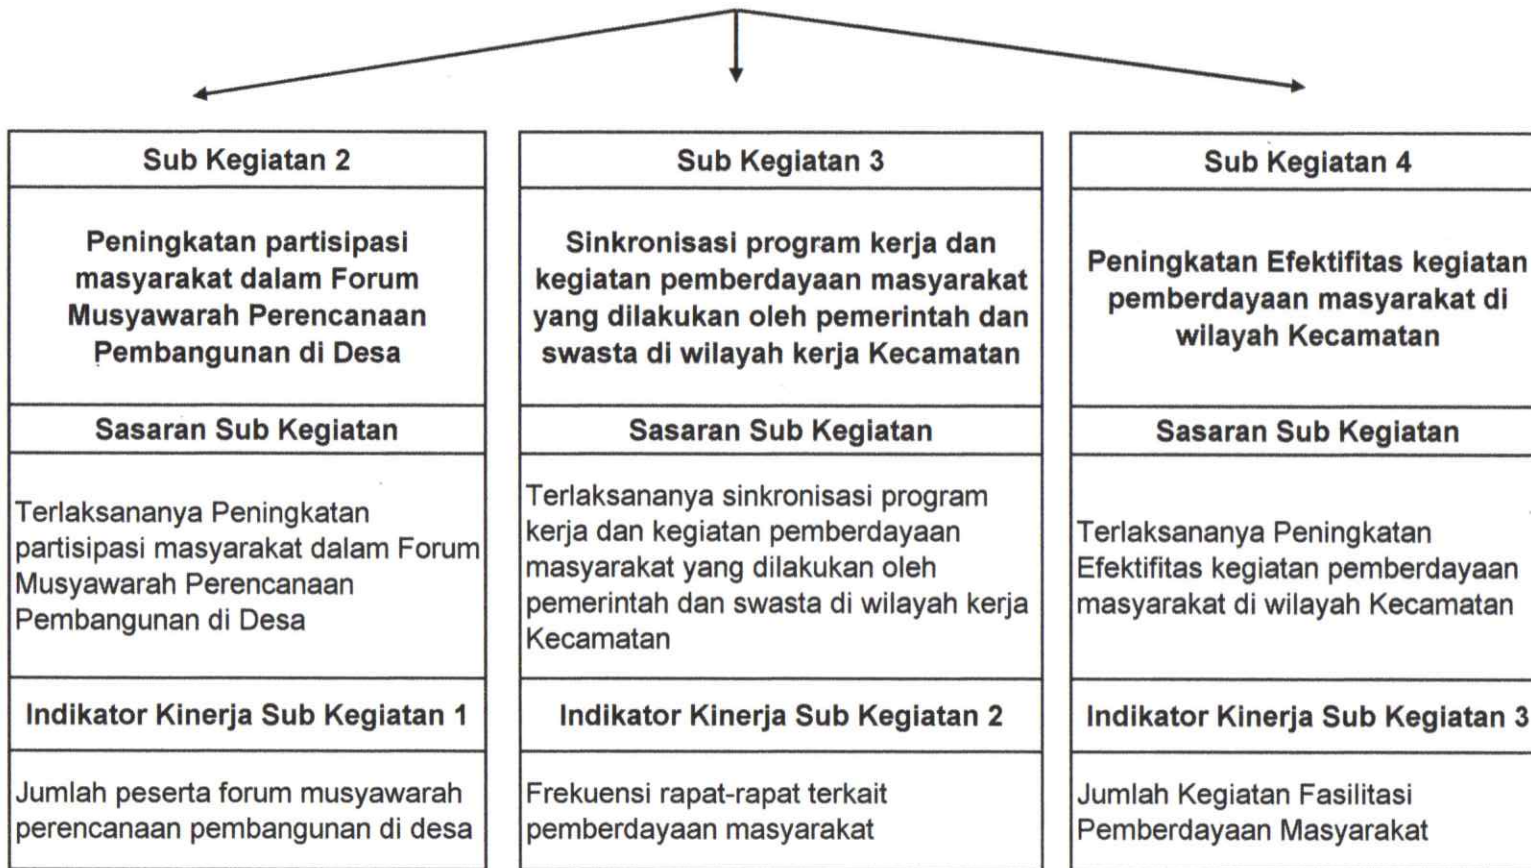 Sub Kegiatan 2
Peningkatan partisipasi
masyarakat dalam Forum
Musyawarah Perencanaan
Pembangunan di Desa
Sasaran Sub Kegiatan
Terlaksananya Peningkatan
partisipasi masyarakat dalam Forum
Musyawarah Perencanaan
Pembangunan di Desa
Indikator Kinerja Sub Kegiatan 1
Jumlah peserta forum musyawarah
perencanaan pembangunan di desa
Sub Kegiatan 3
Sinkronisasi program kerja dan
kegiatan pemberdayaan masyarakat
yang dilakukan oleh pemerintah dan
swasta di wilayah kerja Kecamatan
Sasaran Sub Kegiatan
Terlaksananya sinkronisasi program
kerja dan kegiatan pemberdayaan
masyarakat yang dilakukan oleh
pemerintah dan swasta di wilayah kerja
Kecamatan
Indikator Kinerja Sub Kegiatan 2
Frekuensi rapat-rapat terkait
pemberdayaan masyarakat
Sub Kegiatan 4
Peningkatan Efektifitas kegiatan
pemberdayaan masyarakat di
wilayah Kecamatan
Sasaran Sub Kegiatan
Terlaksananya Peningkatan
Efektifitas kegiatan pemberdayaan
masyarakat di wilayah Kecamatan
Indikator Kinerja Sub Kegiatan 3
Jumlah Kegiatan Fasilitasi
Pemberdayaan Masyarakat